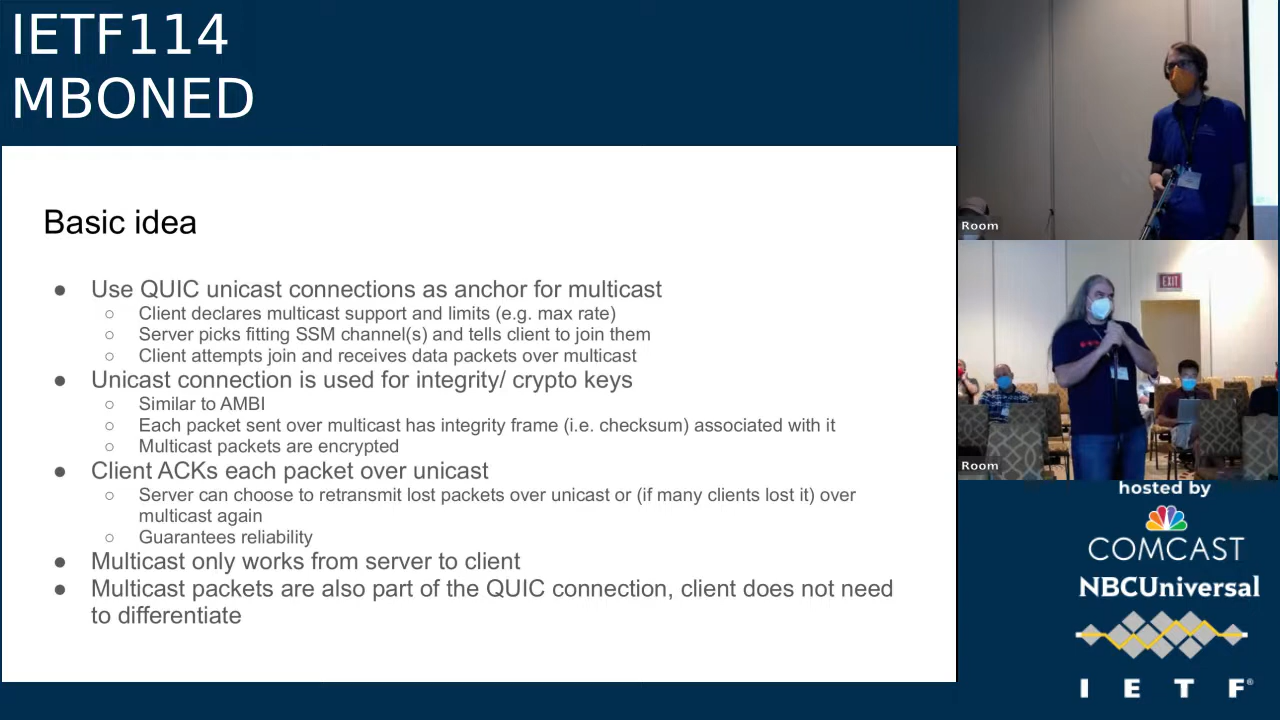 IETF114
MBONED
Basic idea
● Use QUIC unicast connections as anchor for multicast
○ Client declares multicast support and limits (e.g. max rate)
○ Server picks fitting SSM channel(s) and tells client to join them
○ Client attempts join and receives data packets over multicast
● Unicast connection is used for integrity/ crypto keys
○ Similar to AMBI
○ Each packet sent over multicast has integrity frame (i.e. checksum) associated with it
○ Multicast packets are encrypted
● Client ACKs each packet over unicast
○ Server can choose to retransmit lost packets over unicast or (if many clients lost it) over
multicast again
○ Guarantees reliability
● Multicast only works from server to client
● Multicast packets are also part of the QUIC connection, client does not need
to differentiate
Room
EXIT
Room
hosted by
COMCAST
NBCUniversal
I E T F®